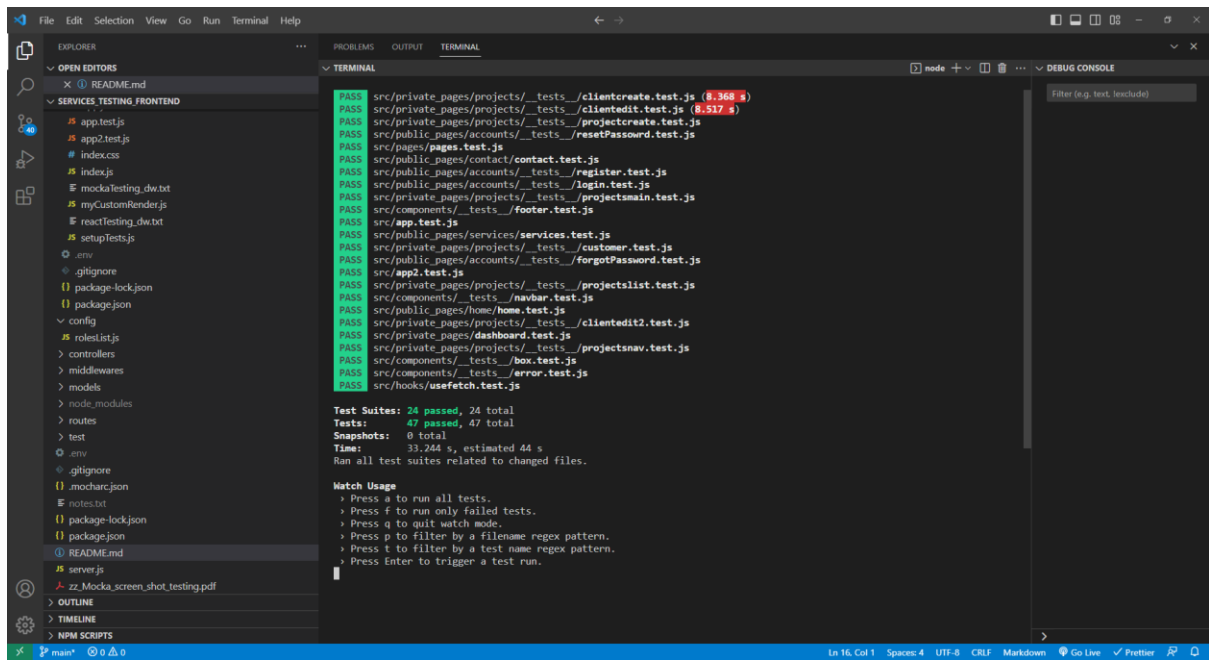 File Edit Selection View Go Run Terminal Help
EXPLORER
OPEN EDITORS
README.md
SERVICES_TESTING_FRONTEND
JS app.test.js
JS app2.test.js
# index.css
JS index.js
mockaTesting_dw.txt
JS myCustomRender.js
reactTesting_dw.txt
JS setupTests.js
.env
.gitignore
{} package-lock.json
{} package.json
config
JS rolesList.js
controllers
middlewares
models
node_modules
routes
test
.env
.gitignore
{} .mocharc.json
notes.txt
{} package-lock.json
{} package.json
README.md
JS server.js
zz_Mocka_screen_shot_testing.pdf
OUTLINE
TIMELINE
NPM SCRIPTS
40
PROBLEMS OUTPUT TERMINAL
TERMINAL
node
PASS src/private_pages/projects/__tests__/clientcreate.test.js (8.368 s)
PASS src/private_pages/projects/__tests__/clientedit.test.js (8.517 s)
PASS src/private_pages/projects/__tests__/projectcreate.test.js
PASS src/public_pages/accounts/__tests__/resetPassowrd.test.js
PASS src/pages/pages.test.js
PASS src/public_pages/contact/contact.test.js
PASS src/public_pages/accounts/__tests__/register.test.js
PASS src/public_pages/accounts/__tests__/login.test.js
PASS src/private_pages/projects/__tests__/projectsmain.test.js
PASS src/components/__tests__/footer.test.js
PASS src/app.test.js
PASS src/public_pages/services/services.test.js
PASS src/private_pages/projects/__tests__/customer.test.js
PASS src/public_pages/accounts/__tests__/forgotPassword.test.js
PASS src/app2.test.js
PASS src/private_pages/projects/__tests__/projectslist.test.js
PASS src/components/__tests__/navbar.test.js
PASS src/public_pages/home/home.test.js
PASS src/private_pages/projects/__tests__/clientedit2.test.js
PASS src/private_pages/dashboard.test.js
PASS src/private_pages/projects/__tests__/projectsnav.test.js
PASS src/components/__tests__/box.test.js
PASS src/components/__tests__/error.test.js
PASS src/hooks/usefetch.test.js
Test Suites: 24 passed, 24 total
Tests: 47 passed, 47 total
Snapshots: 0 total
Time: 33.244 s, estimated 44 s
Ran all test suites related to changed files.
Watch Usage
› Press a to run all tests.
› Press f to run only failed tests.
› Press q to quit watch mode.
› Press p to filter by a filename regex pattern.
› Press t to filter by a test name regex pattern.
› Press Enter to trigger a test run.
DEBUG CONSOLE
Filter (e.g. text, !exclude)
main* 0 0
Ln 16, Col 1 Spaces: 4 UTF-8 CRLF Markdown Go Live Prettier